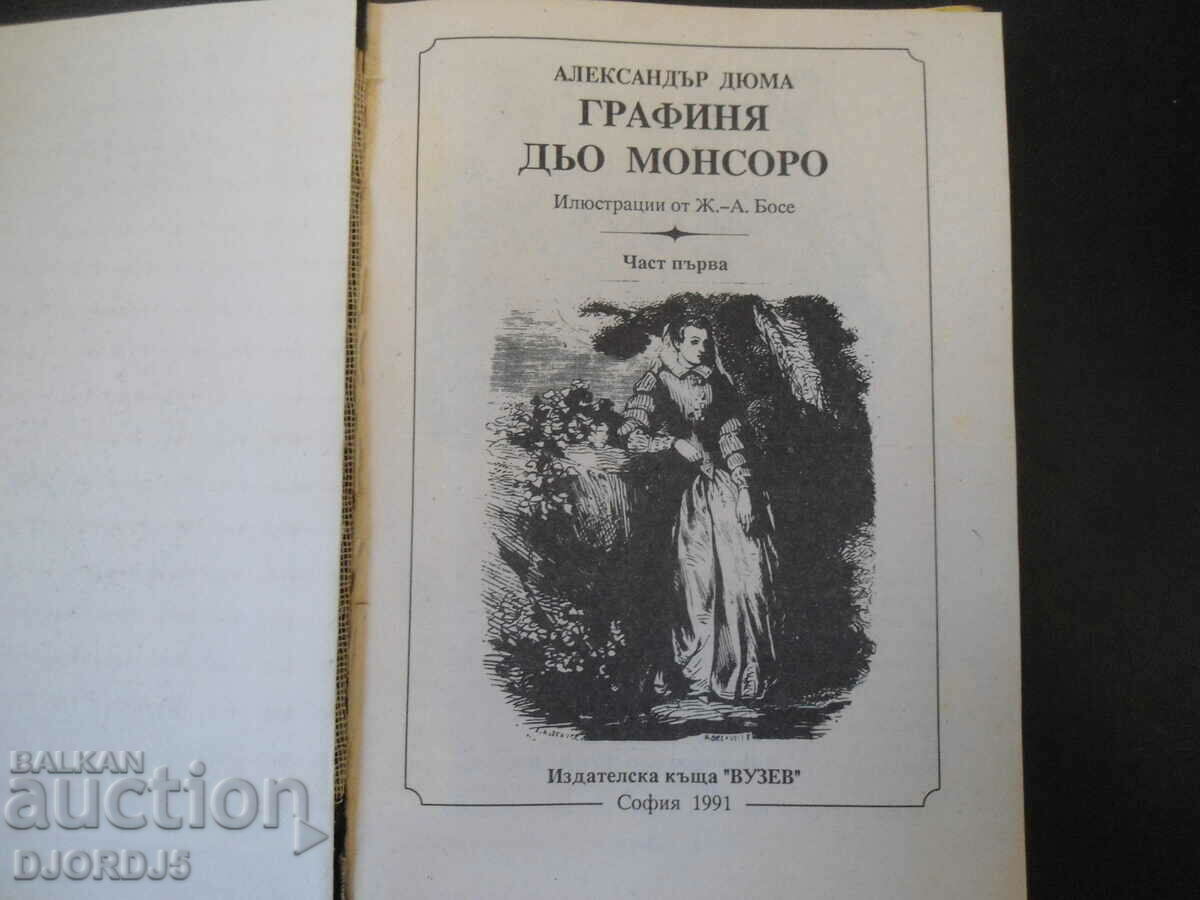 АЛЕКСАНДЪР ДЮМА
ГРАФИНЯ
ДЬО МОНСОРО
Илюстрации от Ж.-А. Босе
Част първа
Издателска къща "ВУЗЕВ"
София 1991
BALKAN
auction
DJORDJ5